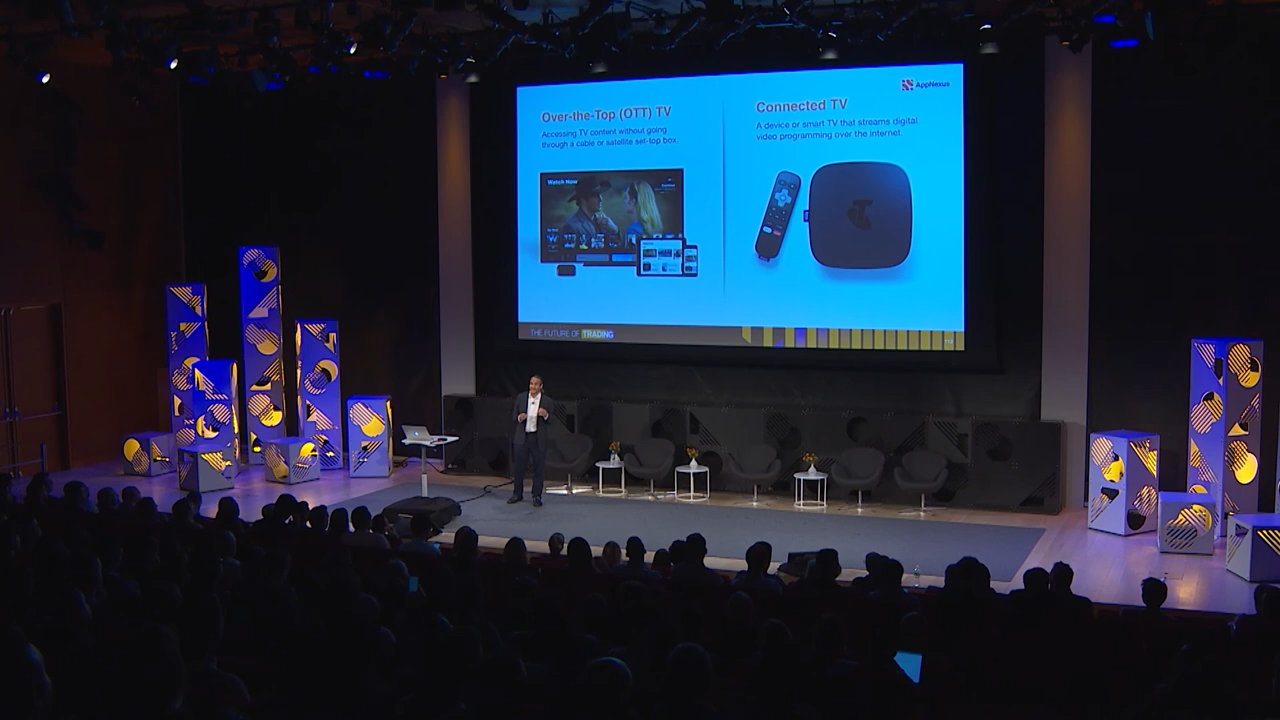 AppNexus
Over-the-Top (OTT) TV
Accessing TV content without going
through a cable or satellite set-top box.
Watch Now
Connected TV
A device or smart TV that streams digital
video programming over the internet.
THE FUTURE OF TRADING